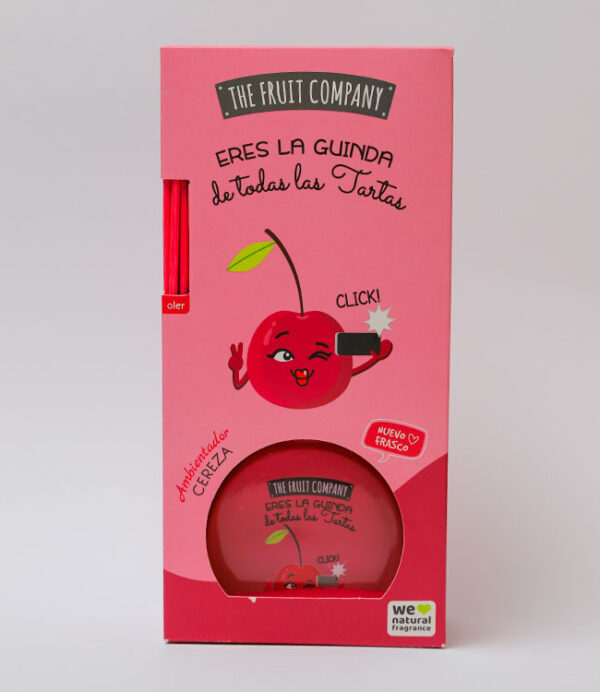 THE FRUIT COMPANY
ERES LA GUINDA
de todas las Tartas
oler
CLICK!
Ambientador
CEREZA
NUEVO
FRASCO
THE FRUIT COMPANY
ERES LA GUINDA
de todas las Tartas
CLICK!
we
natural
fragrance